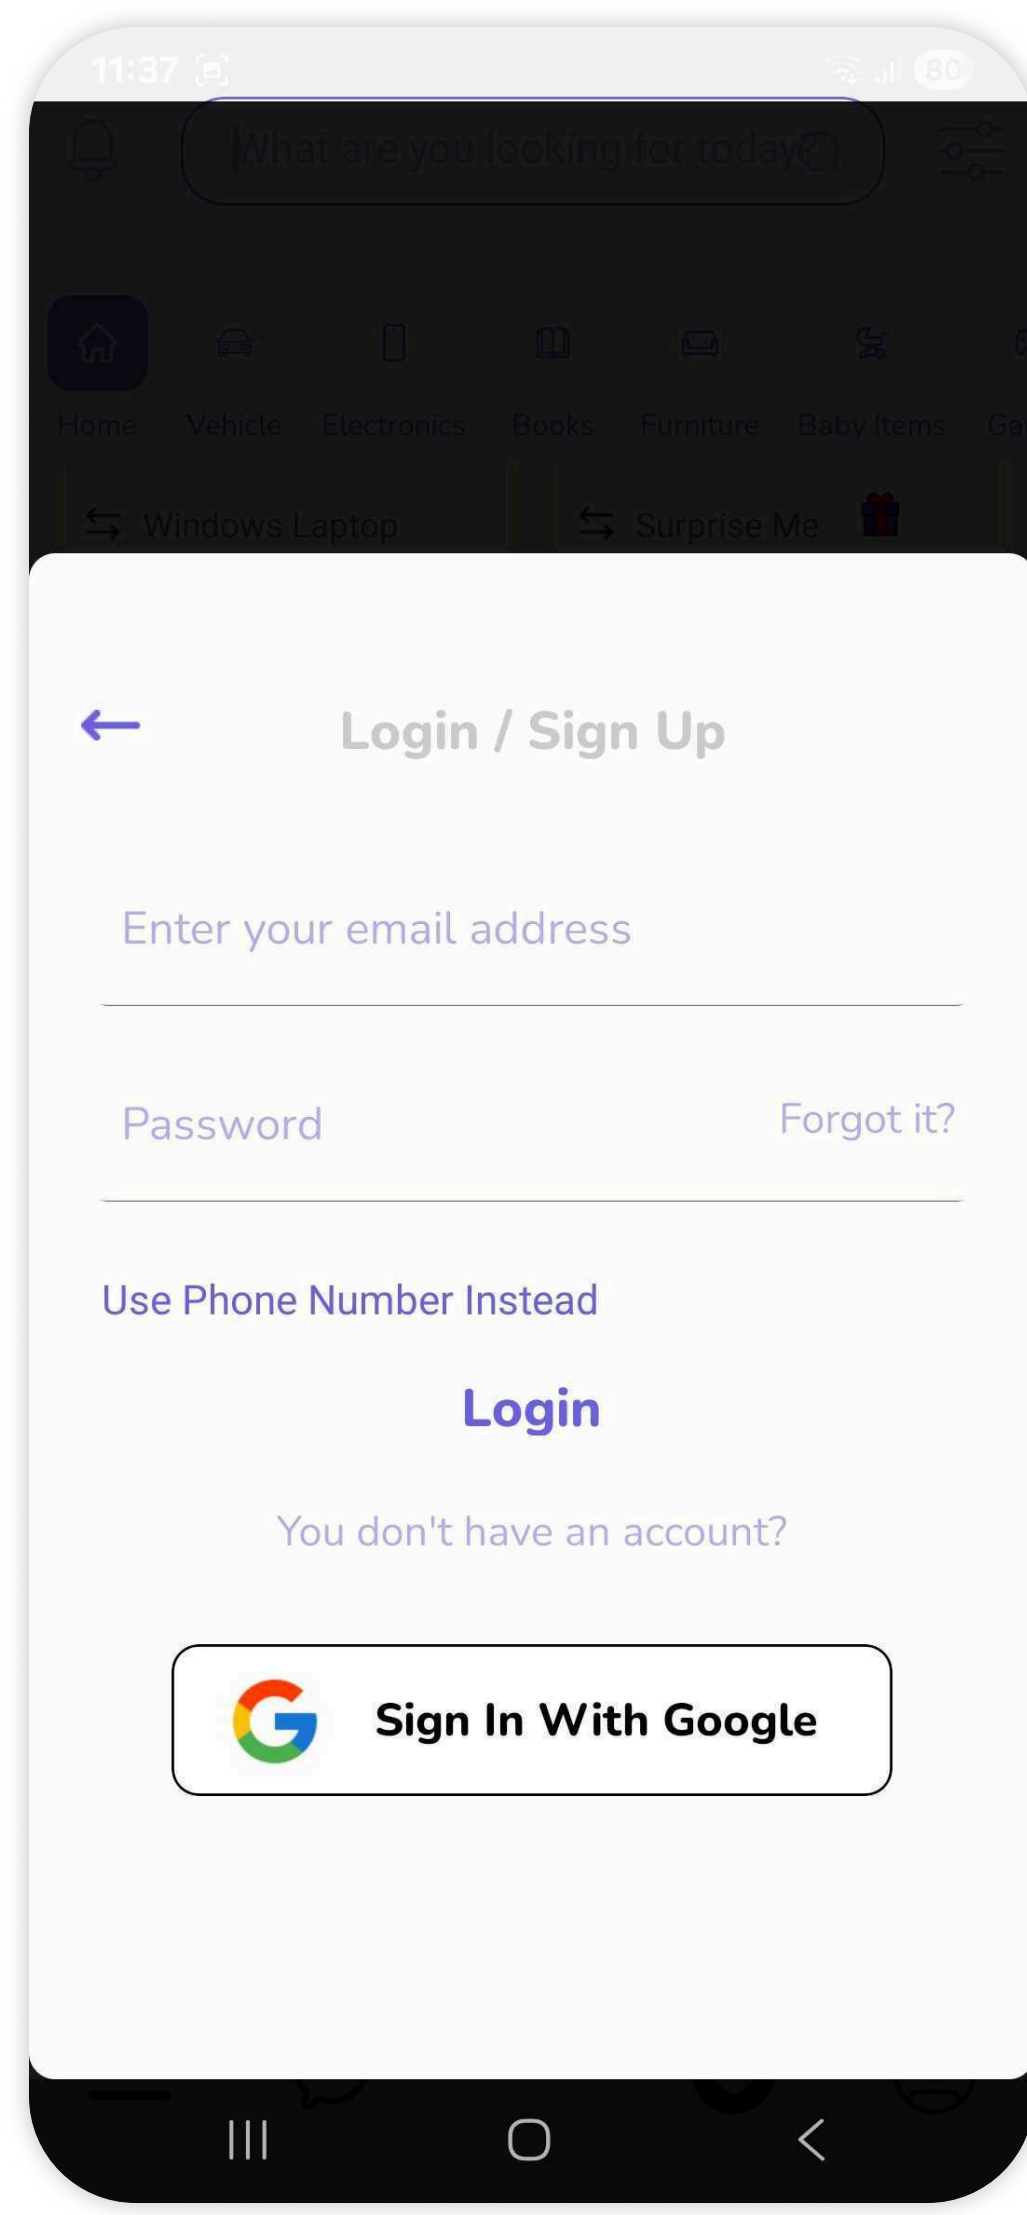 11:37 80
What are you looking for today?
Home Vehicle Electronics Books Furniture Baby Items
Windows Laptop Surprise Me
Login / Sign Up
Enter your email address
Password Forgot it?
Use Phone Number Instead
Login
You don't have an account?
Sign In With Google